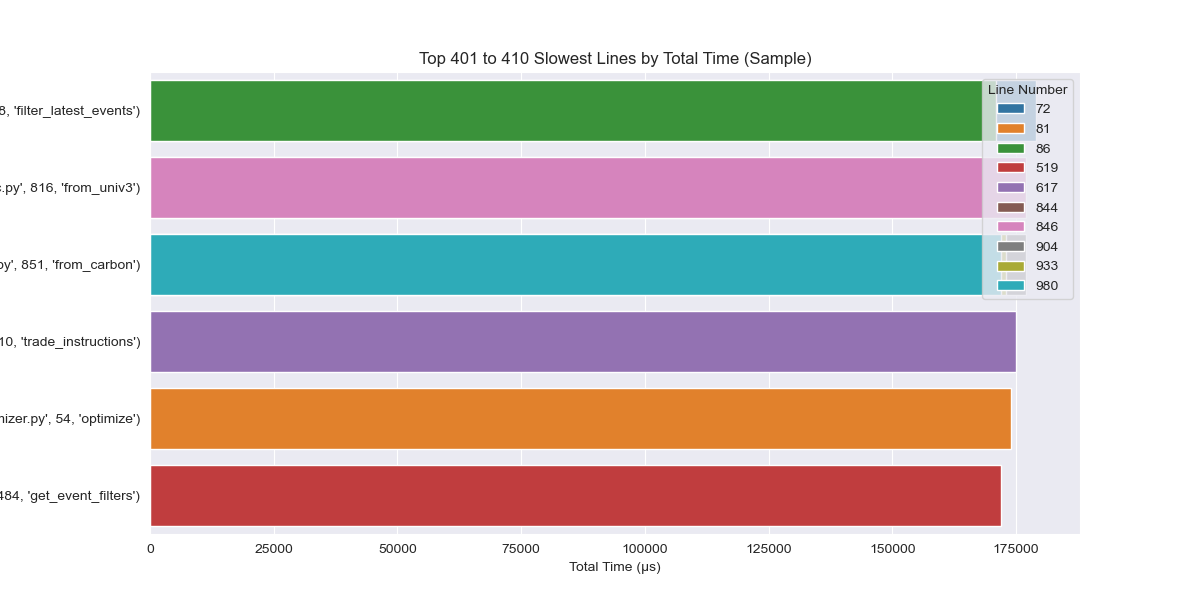 Top 401 to 410 Slowest Lines by Total Time (Sample)
Line Number
72
81
86
519
617
844
846
904
933
980
8, 'filter_latest_events')
.py', 816, 'from_univ3')
py', 851, 'from_carbon')
10, 'trade_instructions')
nizer.py', 54, 'optimize')
484, 'get_event_filters')
0 25000 50000 75000 100000 125000 150000 175000
Total Time (µs)